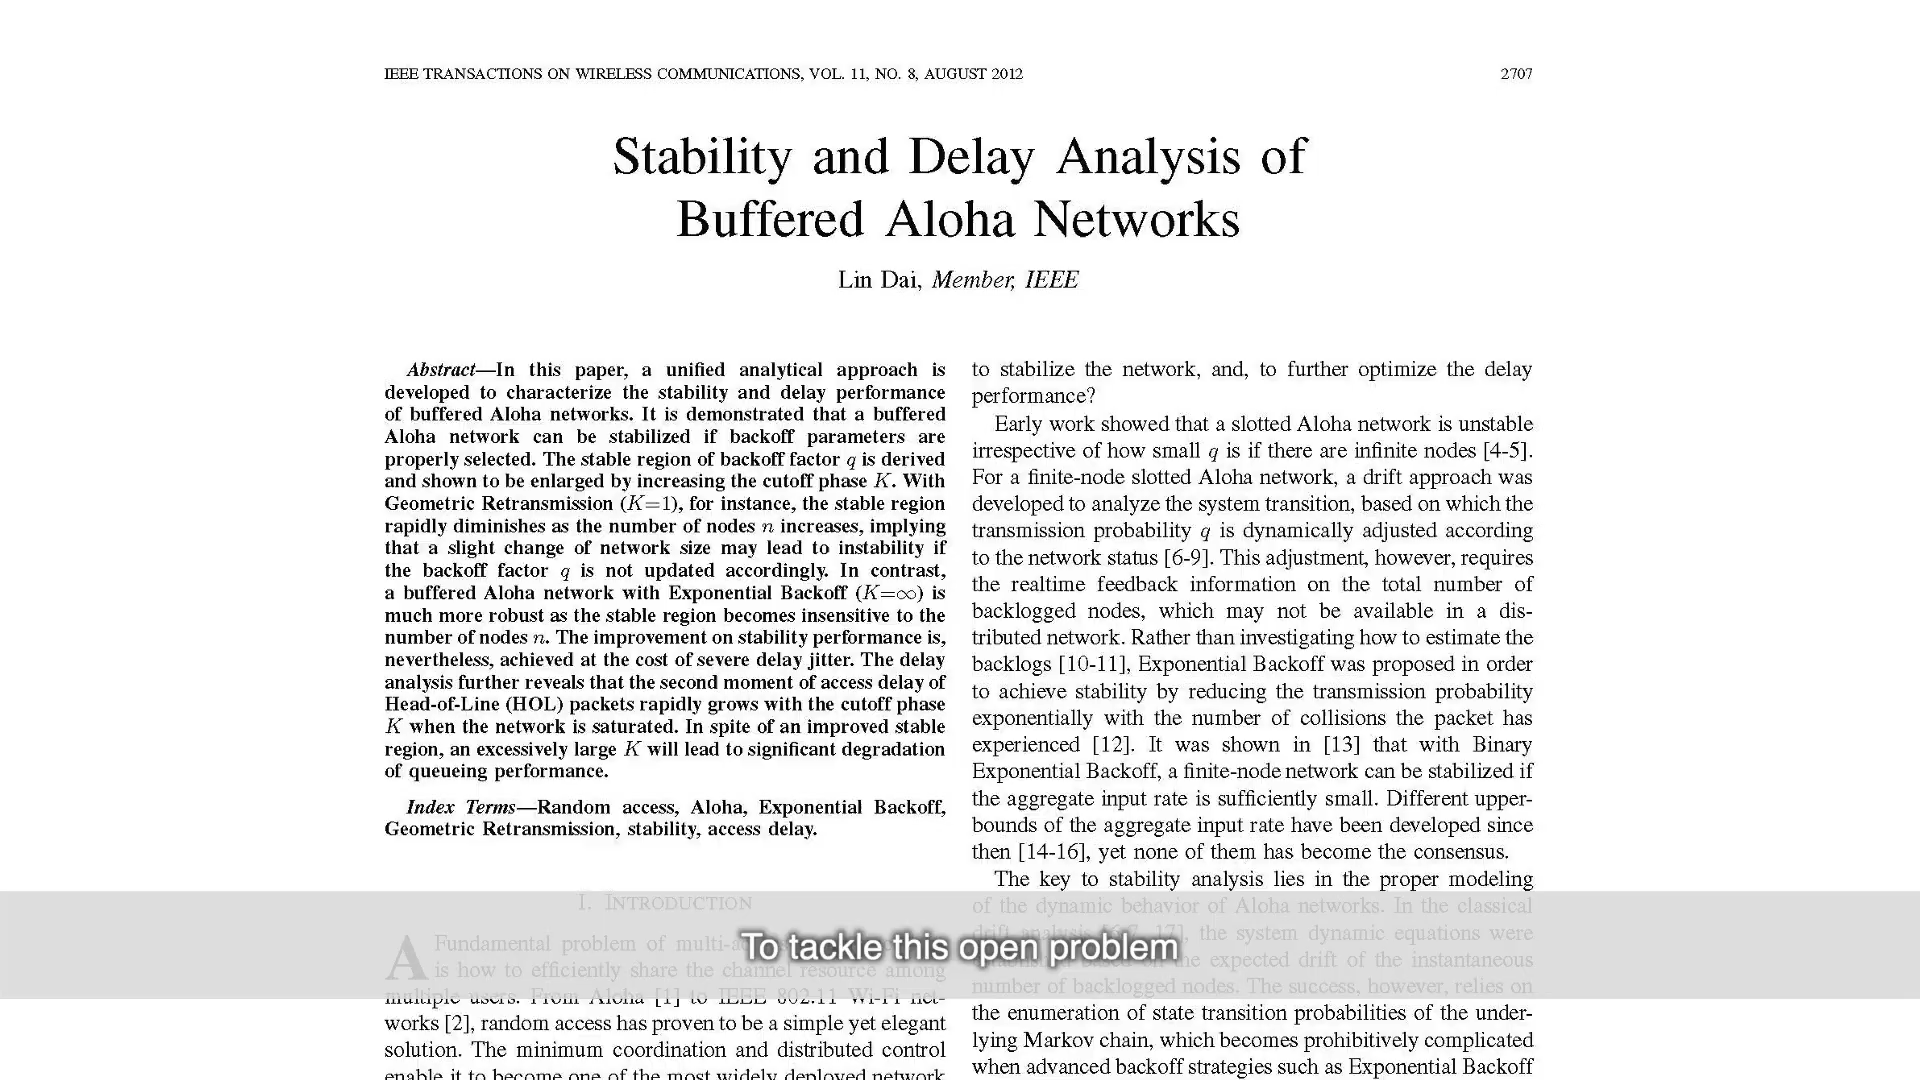 IEEE TRANSACTIONS ON WIRELESS COMMUNICATIONS, VOL. 11, NO. 8, AUGUST 2012 2707
Stability and Delay Analysis of
Buffered Aloha Networks
Lin Dai, Member, IEEE
Abstract—In this paper, a unified analytical approach is
developed to characterize the stability and delay performance
of buffered Aloha networks. It is demonstrated that a buffered
Aloha network can be stabilized if backoff parameters are
properly selected. The stable region of backoff factor q is derived
and shown to be enlarged by increasing the cutoff phase K. With
Geometric Retransmission (K=1), for instance, the stable region
rapidly diminishes as the number of nodes n increases, implying
that a slight change of network size may lead to instability if
the backoff factor q is not updated accordingly. In contrast,
a buffered Aloha network with Exponential Backoff (K=∞) is
much more robust as the stable region becomes insensitive to the
number of nodes n. The improvement on stability performance is,
nevertheless, achieved at the cost of severe delay jitter. The delay
analysis further reveals that the second moment of access delay of
Head-of-Line (HOL) packets rapidly grows with the cutoff phase
K when the network is saturated. In spite of an improved stable
region, an excessively large K will lead to significant degradation
of queueing performance.
Index Terms—Random access, Aloha, Exponential Backoff,
Geometric Retransmission, stability, access delay.
I. INTRODUCTION
A Fundamental problem of
is how to efficiently share the channel resource among
multiple users. From Aloha [1] to IEEE 802.11 Wi-Fi net-
works [2], random access has proven to be a simple yet elegant
solution. The minimum coordination and distributed control
enable it to become one of the most widely deployed network
to stabilize the network, and, to further optimize the delay
performance?
Early work showed that a slotted Aloha network is unstable
irrespective of how small q is if there are infinite nodes [4-5].
For a finite-node slotted Aloha network, a drift approach was
developed to analyze the system transition, based on which the
transmission probability q is dynamically adjusted according
to the network status [6-9]. This adjustment, however, requires
the realtime feedback information on the total number of
backlogged nodes, which may not be available in a dis-
tributed network. Rather than investigating how to estimate the
backlogs [10-11], Exponential Backoff was proposed in order
to achieve stability by reducing the transmission probability
exponentially with the number of collisions the packet has
experienced [12]. It was shown in [13] that with Binary
Exponential Backoff, a finite-node network can be stabilized if
the aggregate input rate is sufficiently small. Different upper-
bounds of the aggregate input rate have been developed since
then [14-16], yet none of them has become the consensus.
The key to stability analysis lies in the proper modeling
of the dynamic behavior of Aloha networks. In the classical
the system dynamic equations were
the expected drift of the instantaneous
number of backlogged nodes. The success, however, relies on
the enumeration of state transition probabilities of the under-
lying Markov chain, which becomes prohibitively complicated
when advanced backoff strategies such as Exponential Backoff
To tackle this open problem